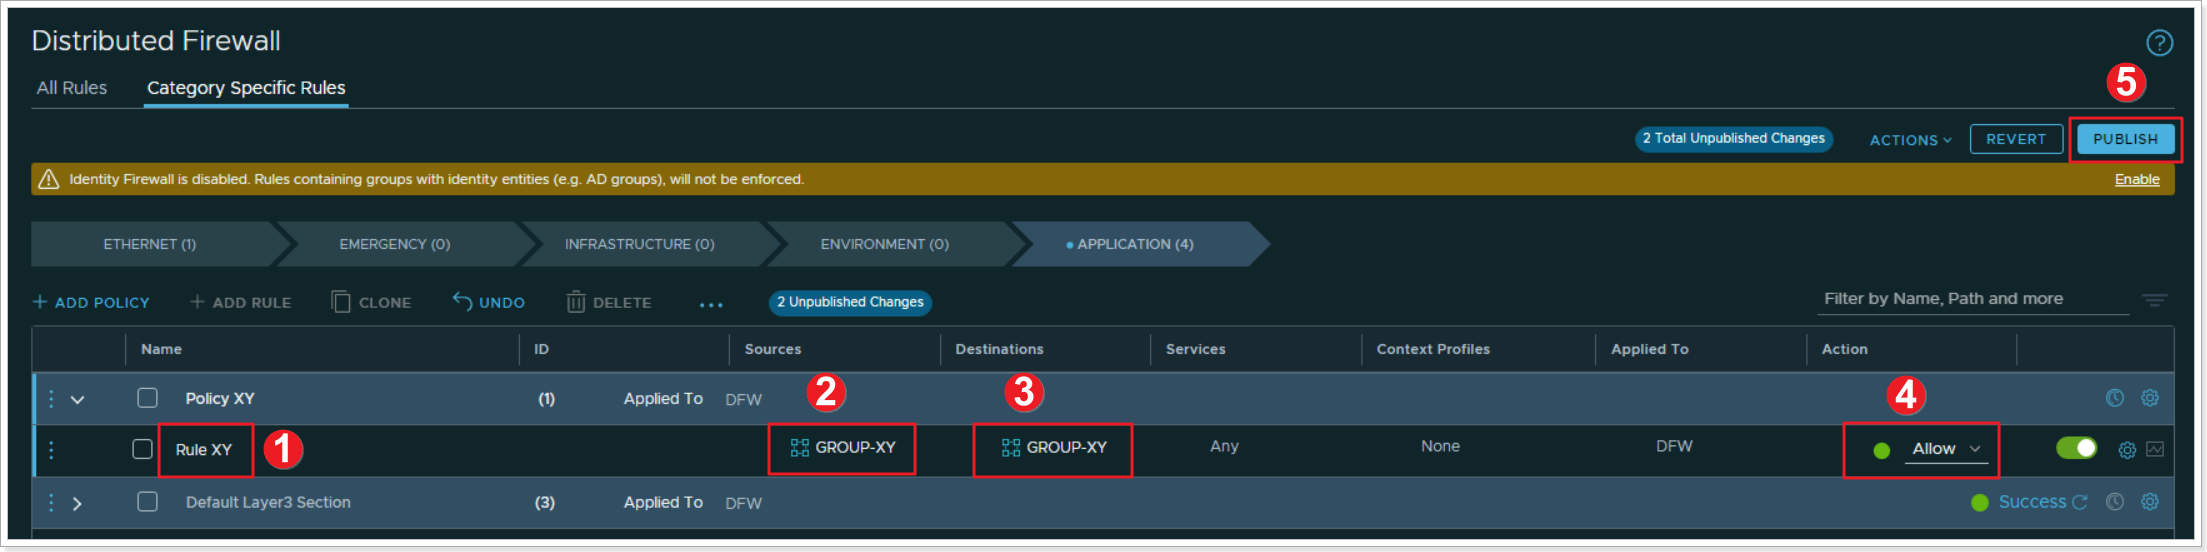 Distributed Firewall
?
All Rules Category Specific Rules
5
2 Total Unpublished Changes ACTIONS REVERT PUBLISH
Identity Firewall is disabled. Rules containing groups with identity entities (e.g. AD groups), will not be enforced. Enable
ETHERNET (1) EMERGENCY (0) INFRASTRUCTURE (0) ENVIRONMENT (0) APPLICATION (4)
+ ADD POLICY + ADD RULE CLONE UNDO DELETE ... 2 Unpublished Changes Filter by Name, Path and more
Name ID Sources Destinations Services Context Profiles Applied To Action
Policy XY (1) Applied To DFW 2 3 4
Rule XY 1 GROUP-XY GROUP-XY Any None DFW Allow
Default Layer3 Section (3) Applied To DFW Success